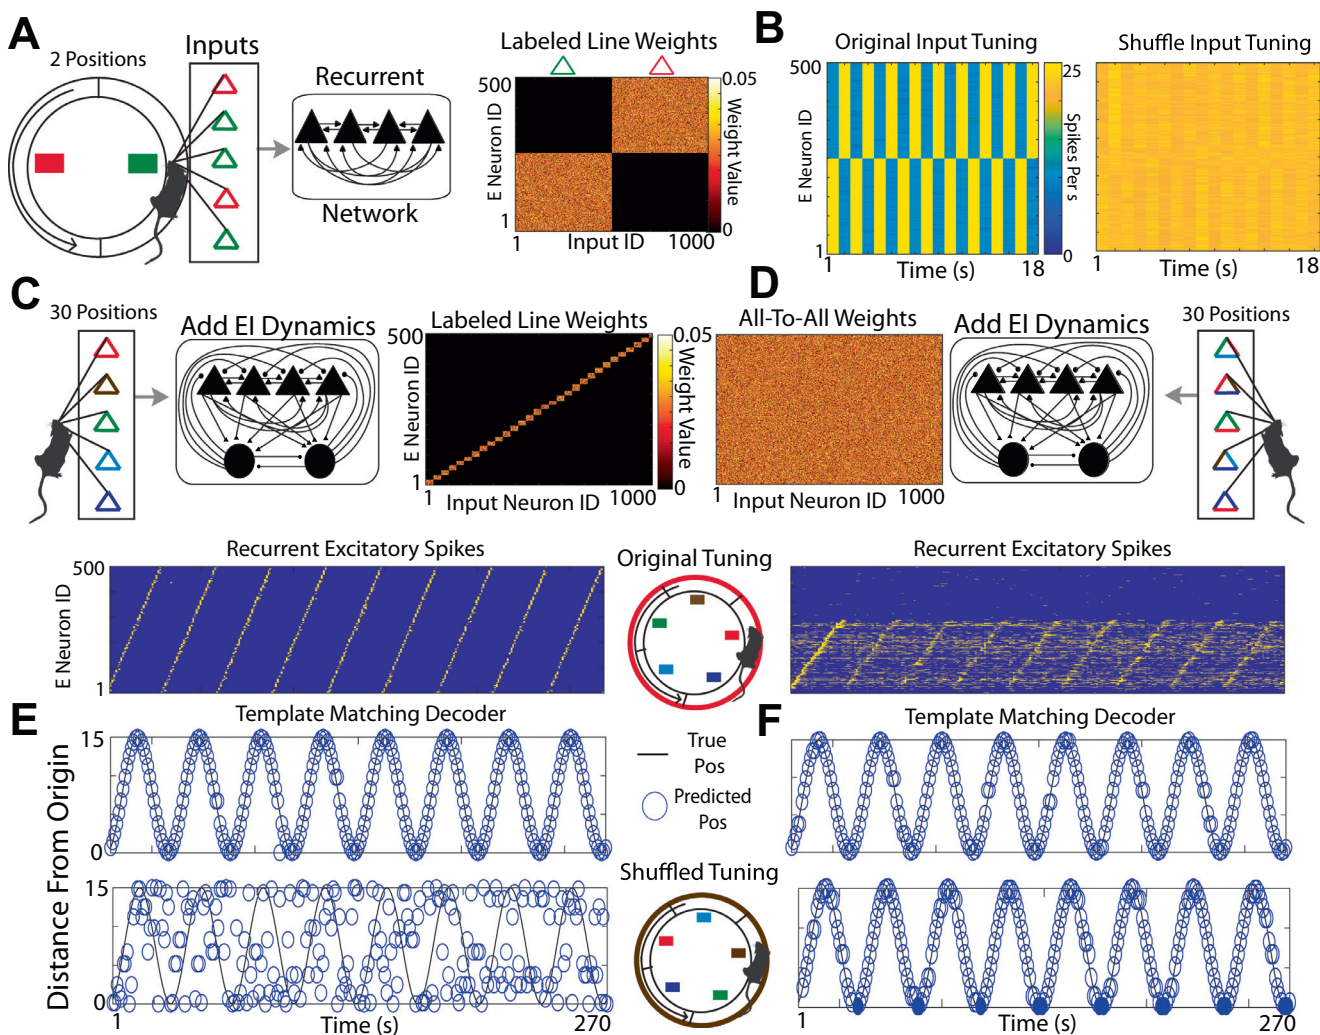 A
2 Positions
Inputs
Recurrent
Network
Labeled Line Weights
500
E Neuron ID
1
1
Input ID
1000
0.05
Weight Value
0
B
Original Input Tuning
500
E Neuron ID
1
1
Time (s)
18
25
Spikes Per s
0
Shuffle Input Tuning
1
Time (s)
18
C
30 Positions
Add EI Dynamics
Labeled Line Weights
500
E Neuron ID
1
1
Input Neuron ID
1000
0.05
Weight Value
0
D
All-To-All Weights
1
Input Neuron ID
1000
Add EI Dynamics
30 Positions
Recurrent Excitatory Spikes
500
E Neuron ID
1
Original Tuning
Recurrent Excitatory Spikes
E
Template Matching Decoder
15
0
Distance From Origin
15
0
1
Time (s)
270
True
Pos
Predicted
Pos
Shuffled Tuning
F
Template Matching Decoder
1
Time (s)
270